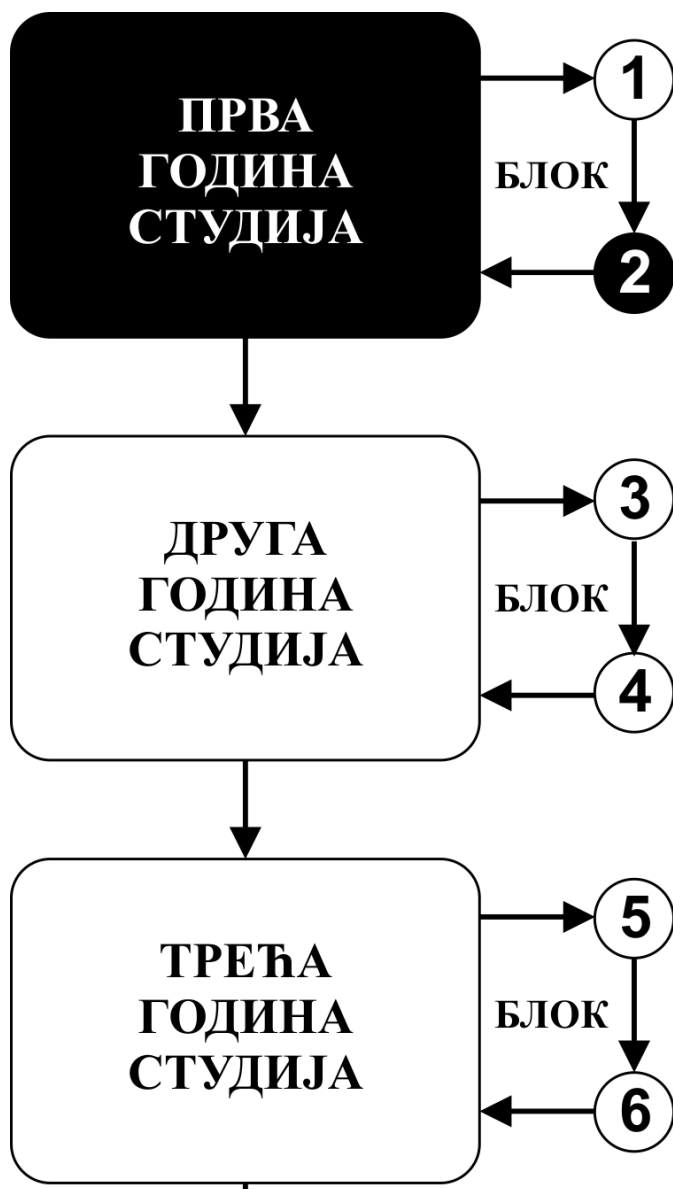 ПРВА
ГОДИНА
СТУДИЈА
1
БЛОК
2
ДРУГА
ГОДИНА
СТУДИЈА
3
БЛОК
4
ТРЕЋА
ГОДИНА
СТУДИЈА
5
БЛОК
6